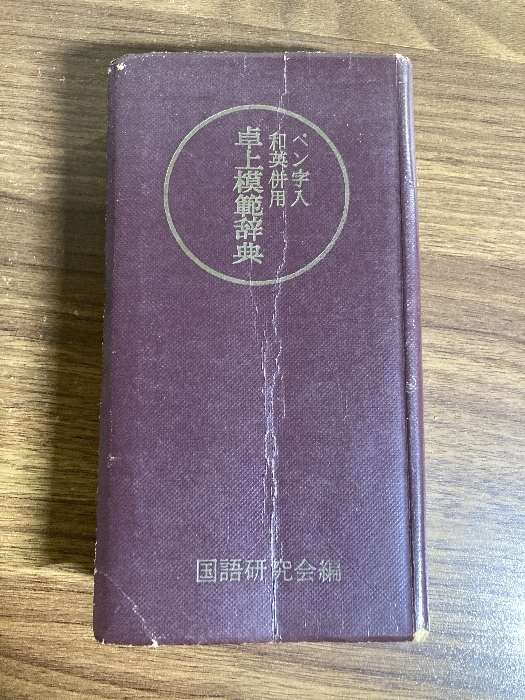 ペン字入
和英併用
卓上模範辞典
国語研究会編